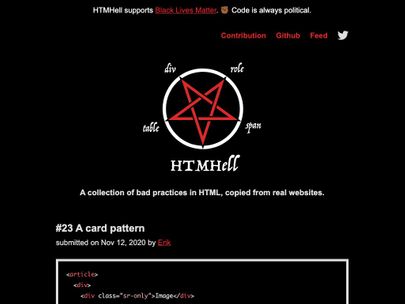 HTMHell supports Black Lives Matter. ✊🏾 Code is always political.
Contribution Github Feed
div role
table span
HTMHell
A collection of bad practices in HTML, copied from real websites.
#23 A card pattern
submitted on Nov 12, 2020 by Erik
<article>
<div>
<div class="sr-only">Image</div>